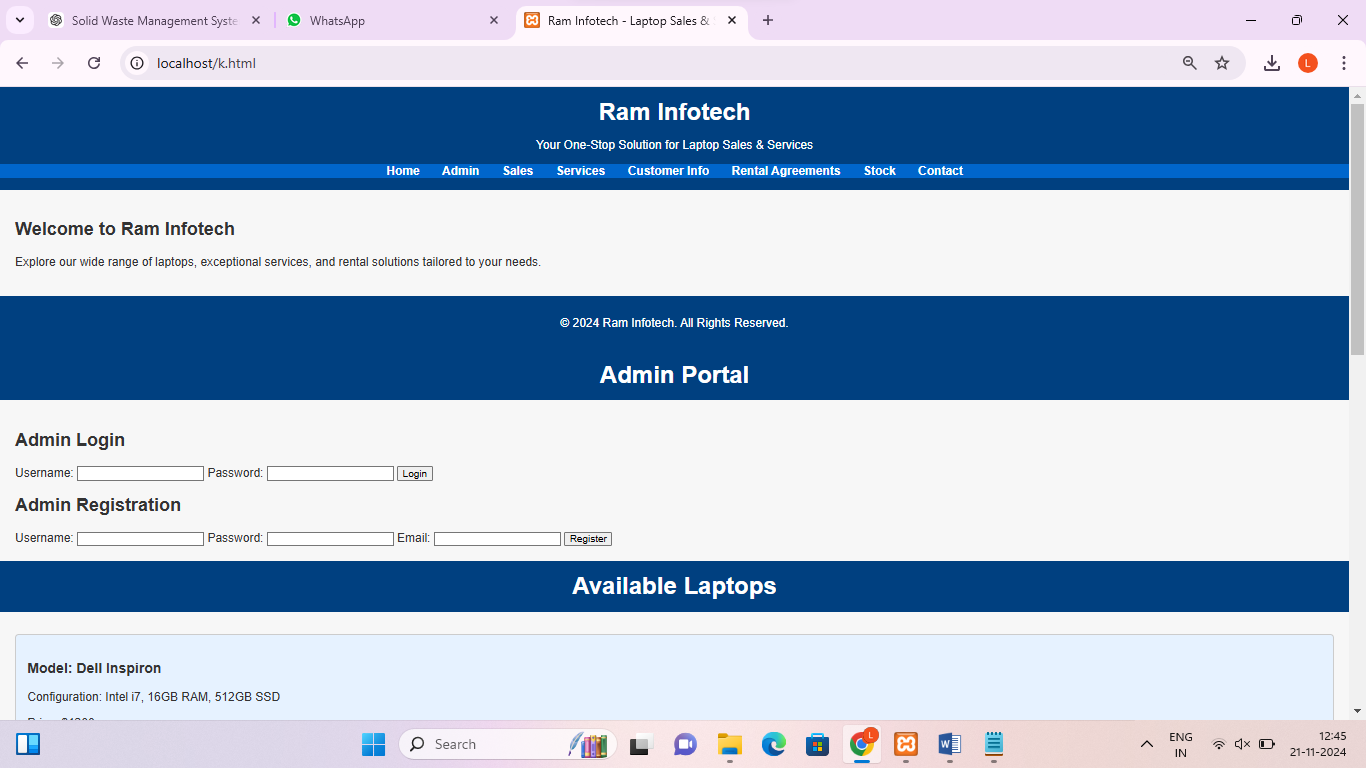 Solid Waste Management Syste
WhatsApp
Ram Infotech - Laptop Sales &
localhost/k.html
L
Ram Infotech
Your One-Stop Solution for Laptop Sales & Services
Home Admin Sales Services Customer Info Rental Agreements Stock Contact
Welcome to Ram Infotech
Explore our wide range of laptops, exceptional services, and rental solutions tailored to your needs.
© 2024 Ram Infotech. All Rights Reserved.
Admin Portal
Admin Login
Username: Password: Login
Admin Registration
Username: Password: Email: Register
Available Laptops
Model: Dell Inspiron
Configuration: Intel i7, 16GB RAM, 512GB SSD
Search
L
ENG
IN
12:45
21-11-2024